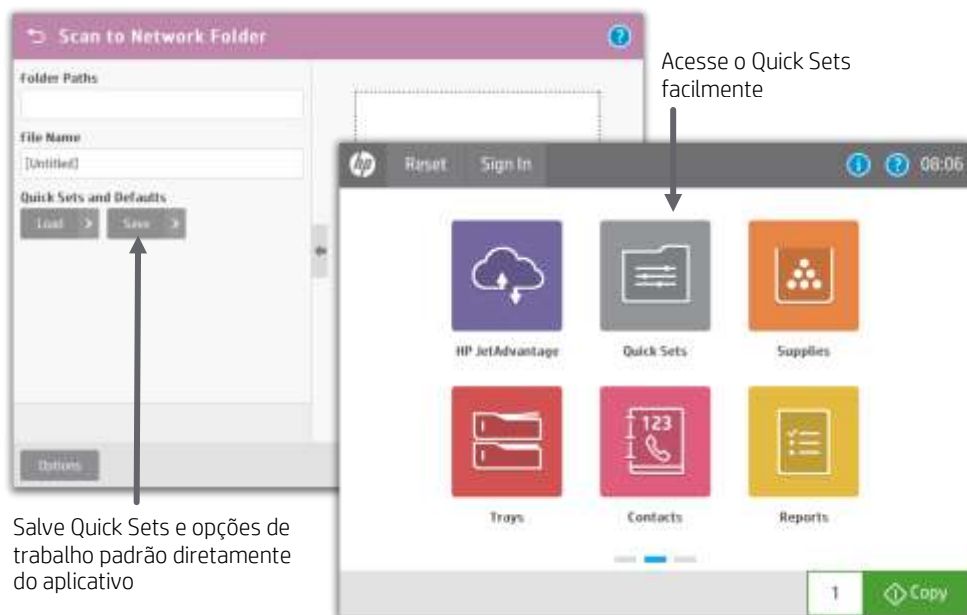 Scan to Network Folder
?
Folder Paths
File Name
[Untitled]
Quick Sets and Defaults
Load
Save
Options
Acesse o Quick Sets
facilmente
hp
Reset
Sign In
i
?
08:06
HP JetAdvantage
Quick Sets
Supplies
123
Trays
Contacts
Reports
1
Copy
Salve Quick Sets e opções de
trabalho padrão diretamente
do aplicativo